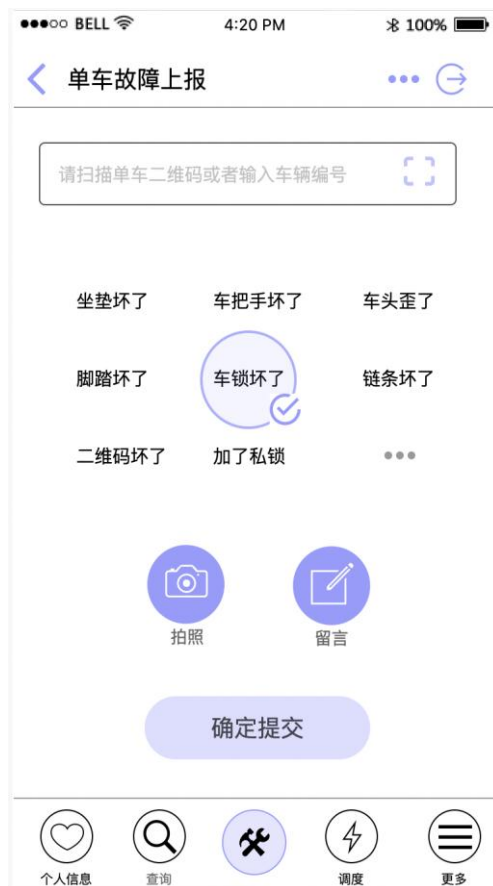 BELL 4:20 PM 100%
单车故障上报
请扫描单车二维码或者输入车辆编号
坐垫坏了 车把手坏了 车头歪了
脚踏坏了 车锁坏了 链条坏了
二维码坏了 加了私锁
拍照 留言
确定提交
个人信息 查询 调度 更多